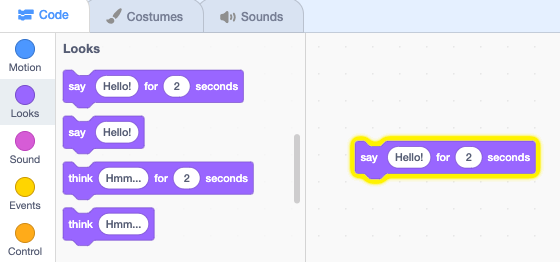 Code Costumes Sounds
Motion
Looks
Sound
Events
Control
Looks
say Hello! for 2 seconds
say Hello!
think Hmm... for 2 seconds
think Hmm...
say Hello! for 2 seconds